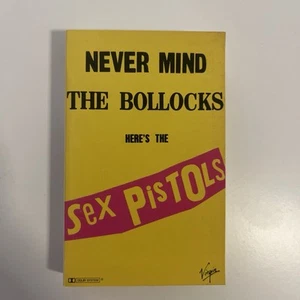 NEVER MIND
THE BOLLOCKS
HERE'S THE
Sex PiSTOLS
Virgin